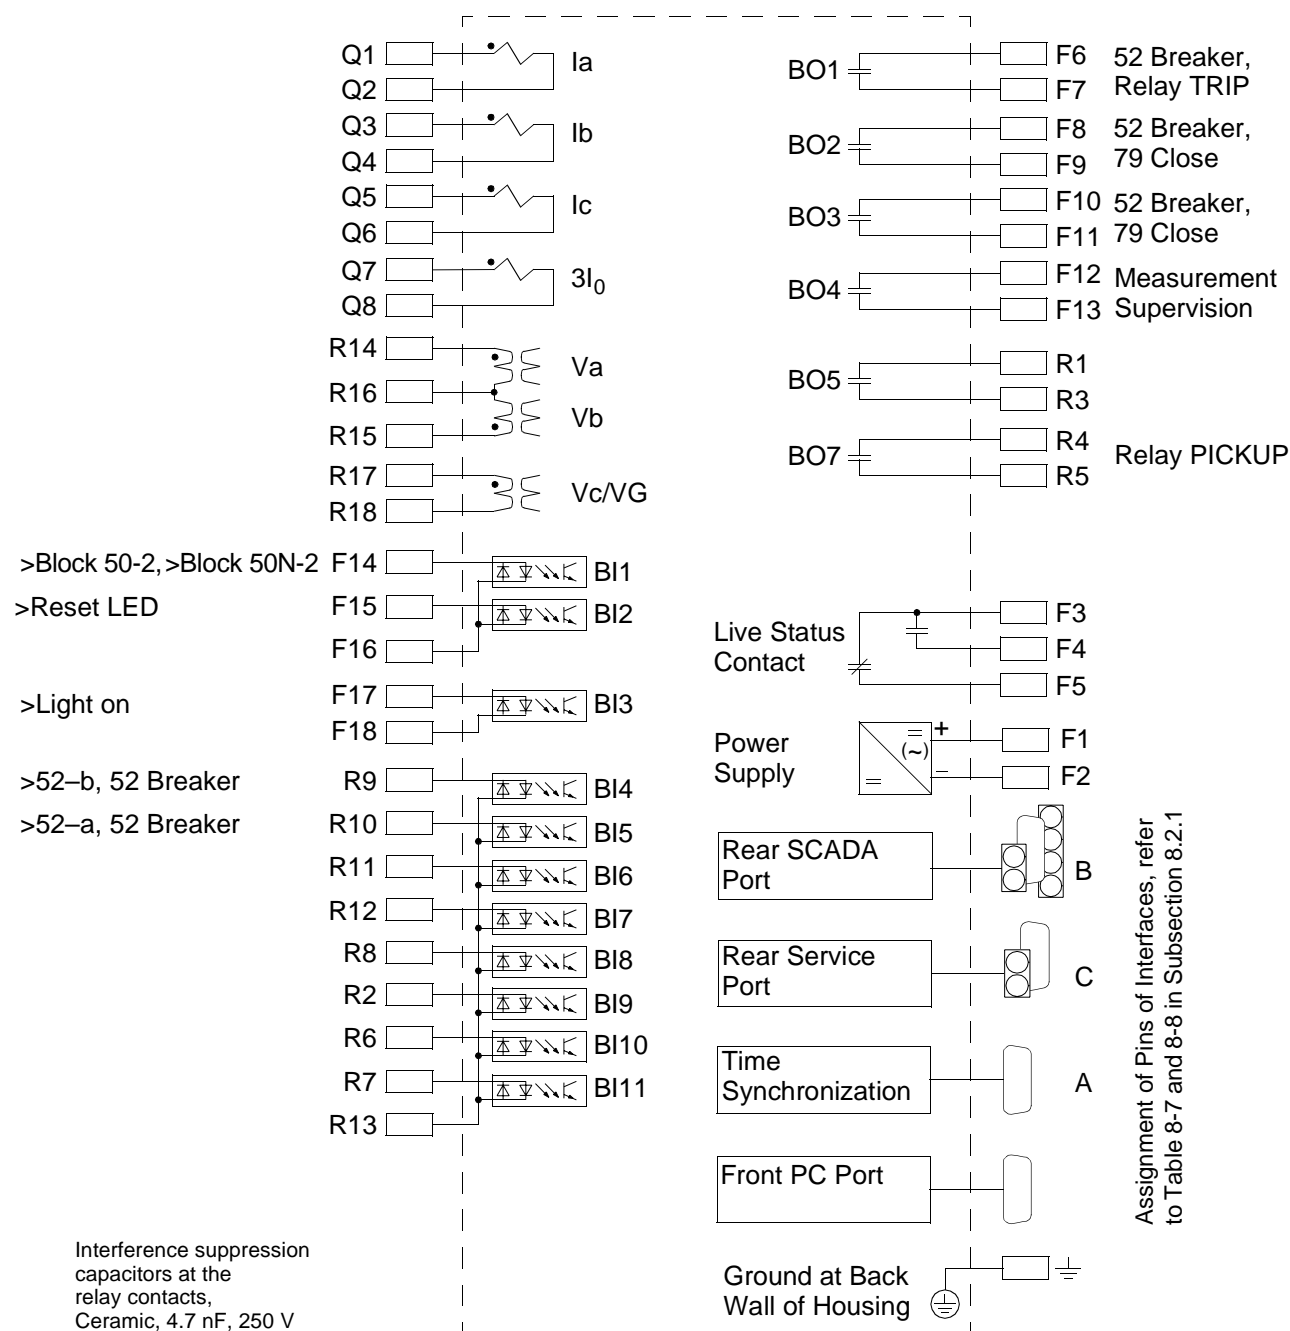 Q1
Ia
Q2
Q3
Ib
Q4
Q5
Ic
Q6
Q7
3I0
Q8
R14
Va
R16
Vb
R15
R17
Vc/VG
R18
>Block 50-2, >Block 50N-2 F14
BI1
>Reset LED F15
BI2
F16
>Light on
F17
BI3
F18
>52–b, 52 Breaker R9
BI4
>52–a, 52 Breaker R10
BI5
R11
BI6
R12
BI7
R8
BI8
R2
BI9
R6
BI10
R7
BI11
R13
Interference suppression
capacitors at the
relay contacts,
Ceramic, 4.7 nF, 250 V
BO1
F6
F7
52 Breaker,
Relay TRIP
BO2
F8
F9
52 Breaker,
79 Close
BO3
F10
F11
52 Breaker,
79 Close
BO4
F12
F13
Measurement
Supervision
BO5
R1
R3
BO7
R4
R5
Relay PICKUP
Live Status
Contact
F3
F4
F5
Power
Supply
(~)
+
–
F1
F2
Rear SCADA
Port
B
Rear Service
Port
C
Time
Synchronization
A
Front PC Port
Ground at Back
Wall of Housing
Assignment of Pins of Interfaces, refer
to Table 8-7 and 8-8 in Subsection 8.2.1